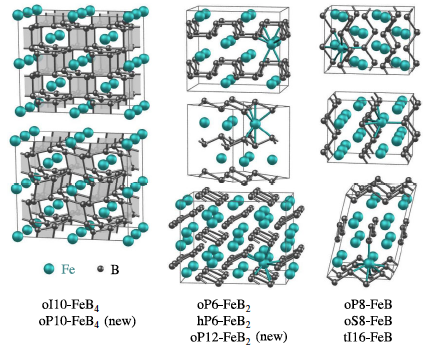 Fe B
oI10-FeB4 oP6-FeB2 oP8-FeB
oP10-FeB4 (new) hP6-FeB2 oS8-FeB
oP12-FeB2 (new) tI16-FeB